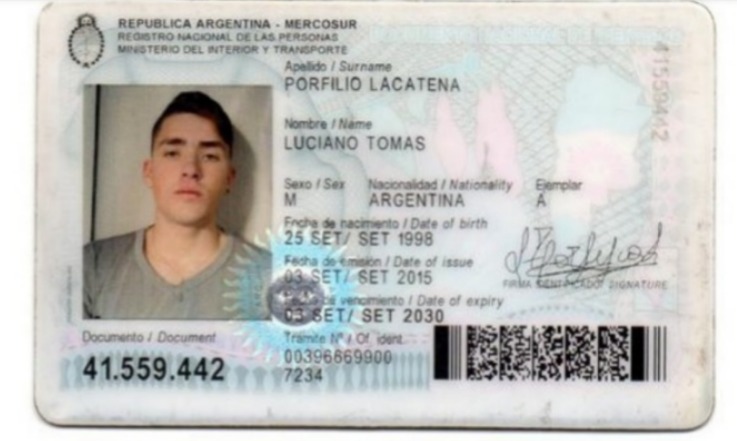 REPUBLICA ARGENTINA - MERCOSUR
REGISTRO NACIONAL DE LAS PERSONAS
MINISTERIO DEL INTERIOR Y TRANSPORTE
Apellido / Surname
PORFILIO LACATENA
Nombre / Name
LUCIANO TOMAS
Sexo / Sex Nacionalidad / Nationality Ejemplar
M ARGENTINA A
Fecha de nacimiento / Date of birth
25 SET/ SET 1998
Fecha de emisión / Date of issue
03 SET/ SET 2015
de vencimiento / Date of expiry
03 SET/ SET 2030
FIRMA IDENTIFICADO/ SIGNATURE
Documento / Document
41.559.442
Tramite Nº / Of. ident.
00396669900
7234
41559442